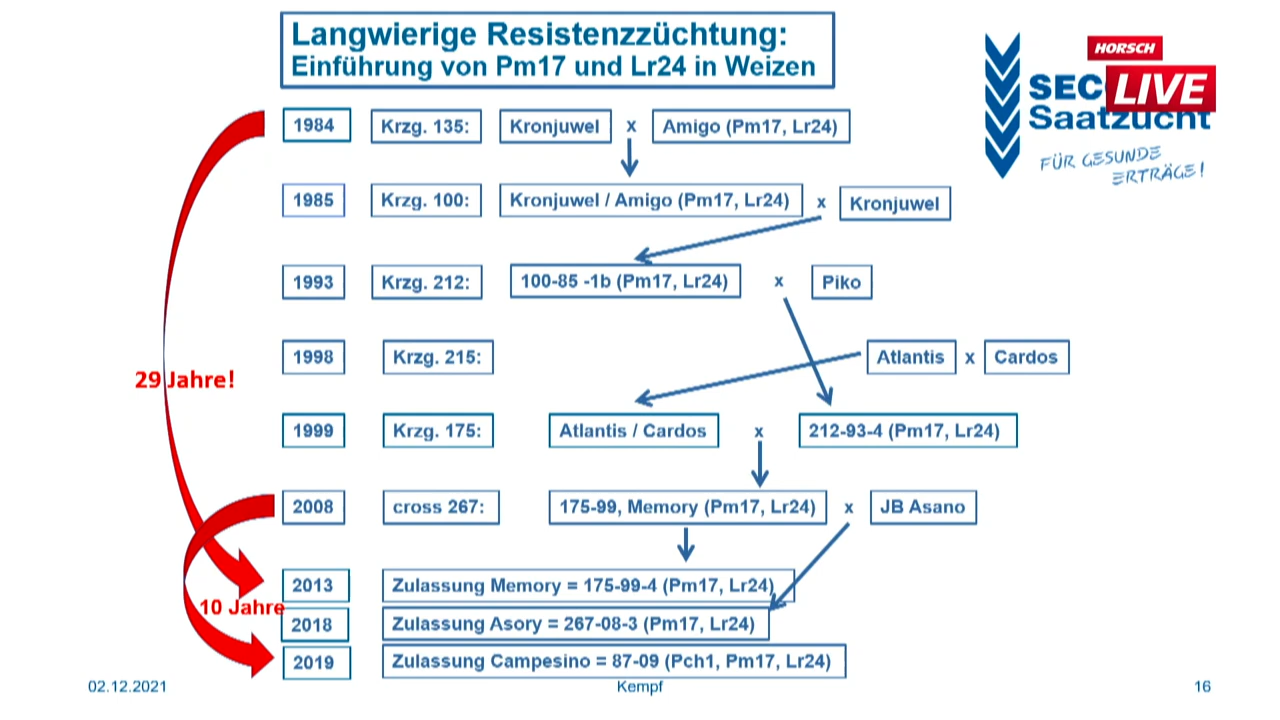 Langwierige Resistenzzüchtung:
Einführung von Pm17 und Lr24 in Weizen
HORSCH
LIVE
SEC
Saatzucht
FÜR GESUNDE
ERTRÄGE!
1984 Krzg. 135: Kronjuwel x Amigo (Pm17, Lr24)
1985 Krzg. 100: Kronjuwel / Amigo (Pm17, Lr24) x Kronjuwel
1993 Krzg. 212: 100-85 -1b (Pm17, Lr24) x Piko
1998 Krzg. 215: Atlantis x Cardos
29 Jahre!
1999 Krzg. 175: Atlantis / Cardos x 212-93-4 (Pm17, Lr24)
2008 cross 267: 175-99, Memory (Pm17, Lr24) x JB Asano
2013 Zulassung Memory = 175-99-4 (Pm17, Lr24)
10 Jahre
2018 Zulassung Asory = 267-08-3 (Pm17, Lr24)
2019 Zulassung Campesino = 87-09 (Pch1, Pm17, Lr24)
02.12.2021 Kempf 16